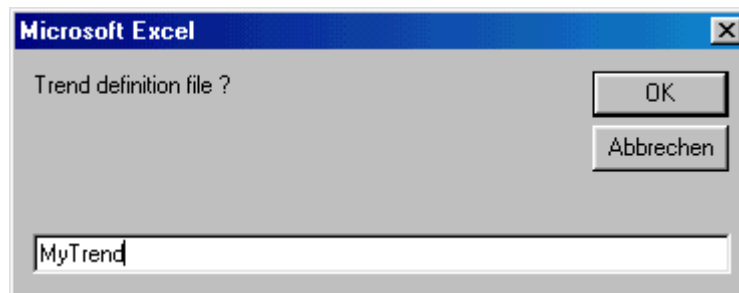 Microsoft Excel
Trend definition file ?
OK
Abbrechen
MyTrend